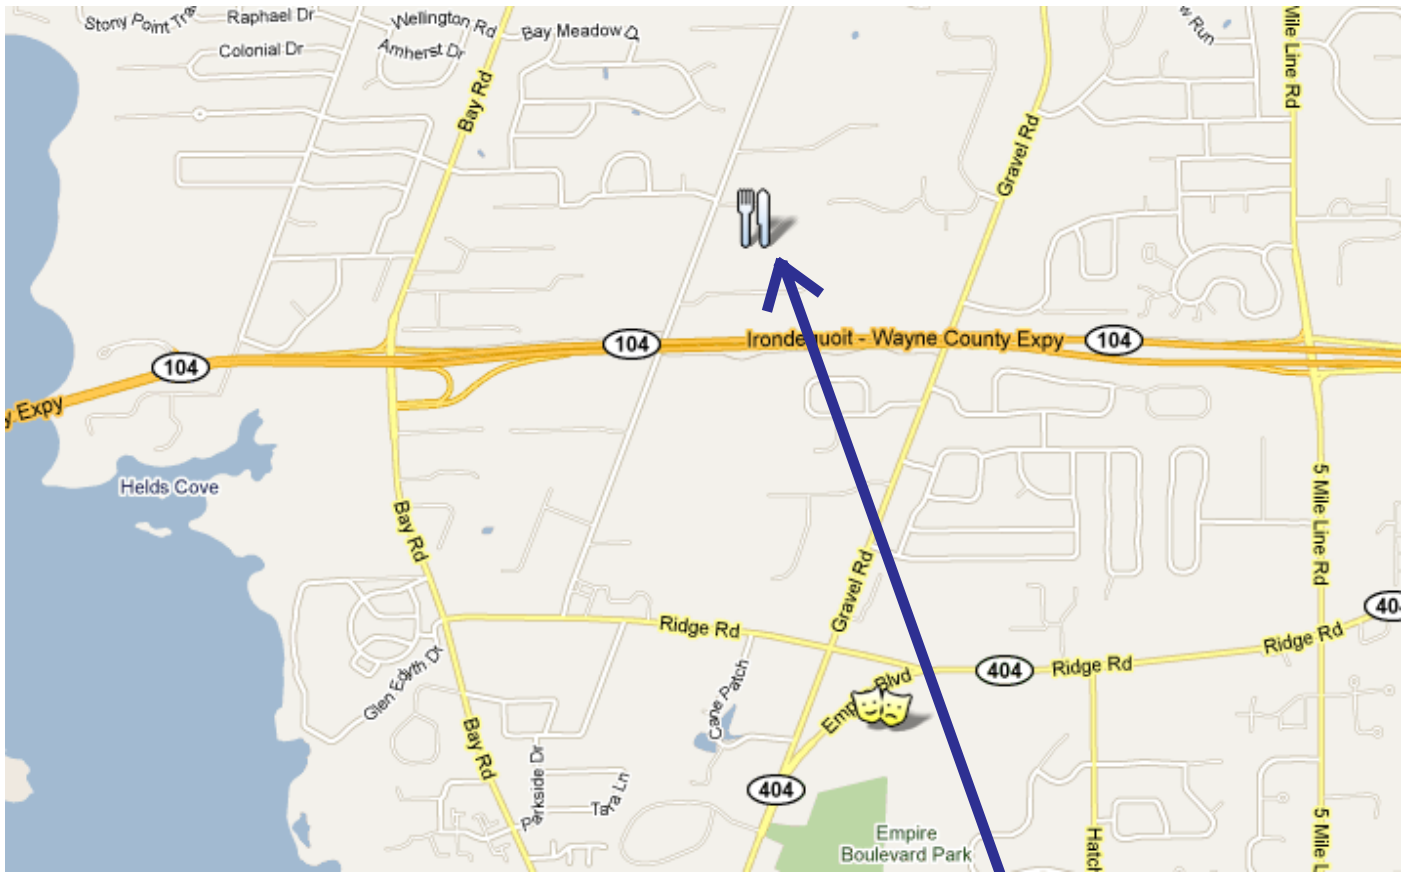 Stony Point Tra
Raphael Dr
Colonial Dr
Wellington Rd
Amherst Dr
Bay Meadow D
Bay Rd
Gravel Rd
w Run
Mile Line Rd
104
104
Irondequoit - Wayne County Expy
104
y Expy
Helds Cove
Bay Rd
Gravel Rd
5 Mile Line Rd
Ridge Rd
404
Ridge Rd
Ridge Rd
40
Glen Edyth Dr
Cane Patch
Emp Blvd
Bay Rd
Parkside Dr
Tara Ln
404
Empire
Boulevard Park
Hatch
5 Mile L